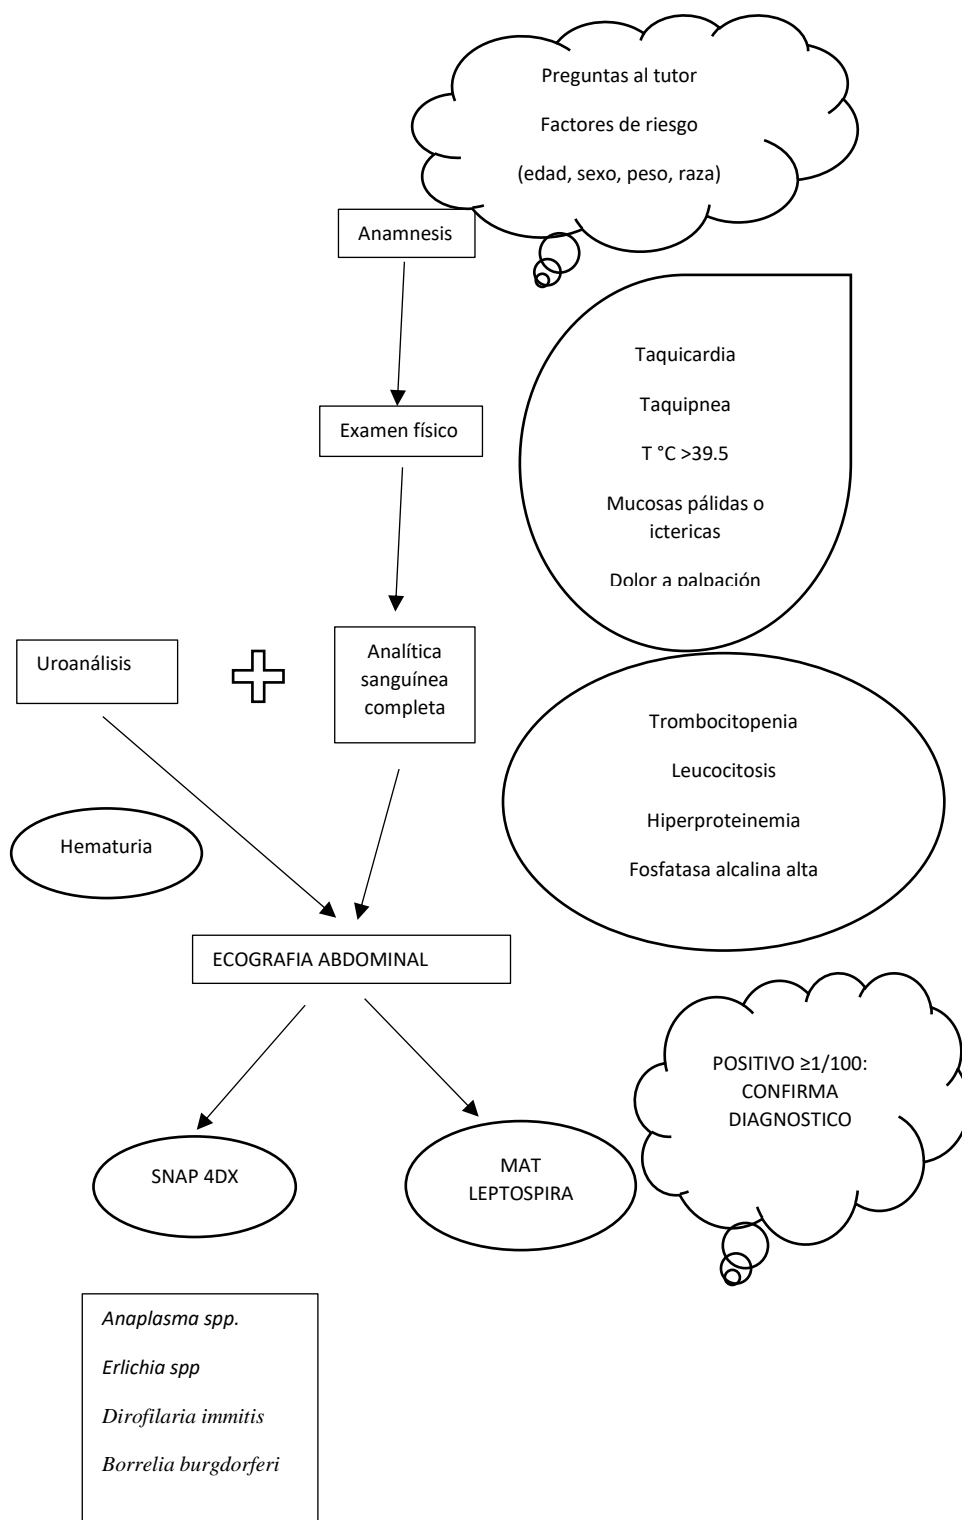 Preguntas al tutor
Factores de riesgo
(edad, sexo, peso, raza)
Anamnesis
Examen físico
Taquicardia
Taquipnea
T °C >39.5
Mucosas pálidas o
ictericas
Dolor a palpación
Uroanálisis
Analítica
sanguínea
completa
Trombocitopenia
Leucocitosis
Hiperproteinemia
Fosfatasa alcalina alta
Hematuria
ECOGRAFIA ABDOMINAL
POSITIVO ≥1/100:
CONFIRMA
DIAGNOSTICO
SNAP 4DX
MAT
LEPTOSPIRA
Anaplasma spp.
Erlichia spp
Dirofilaria immitis
Borrelia burgdorferi